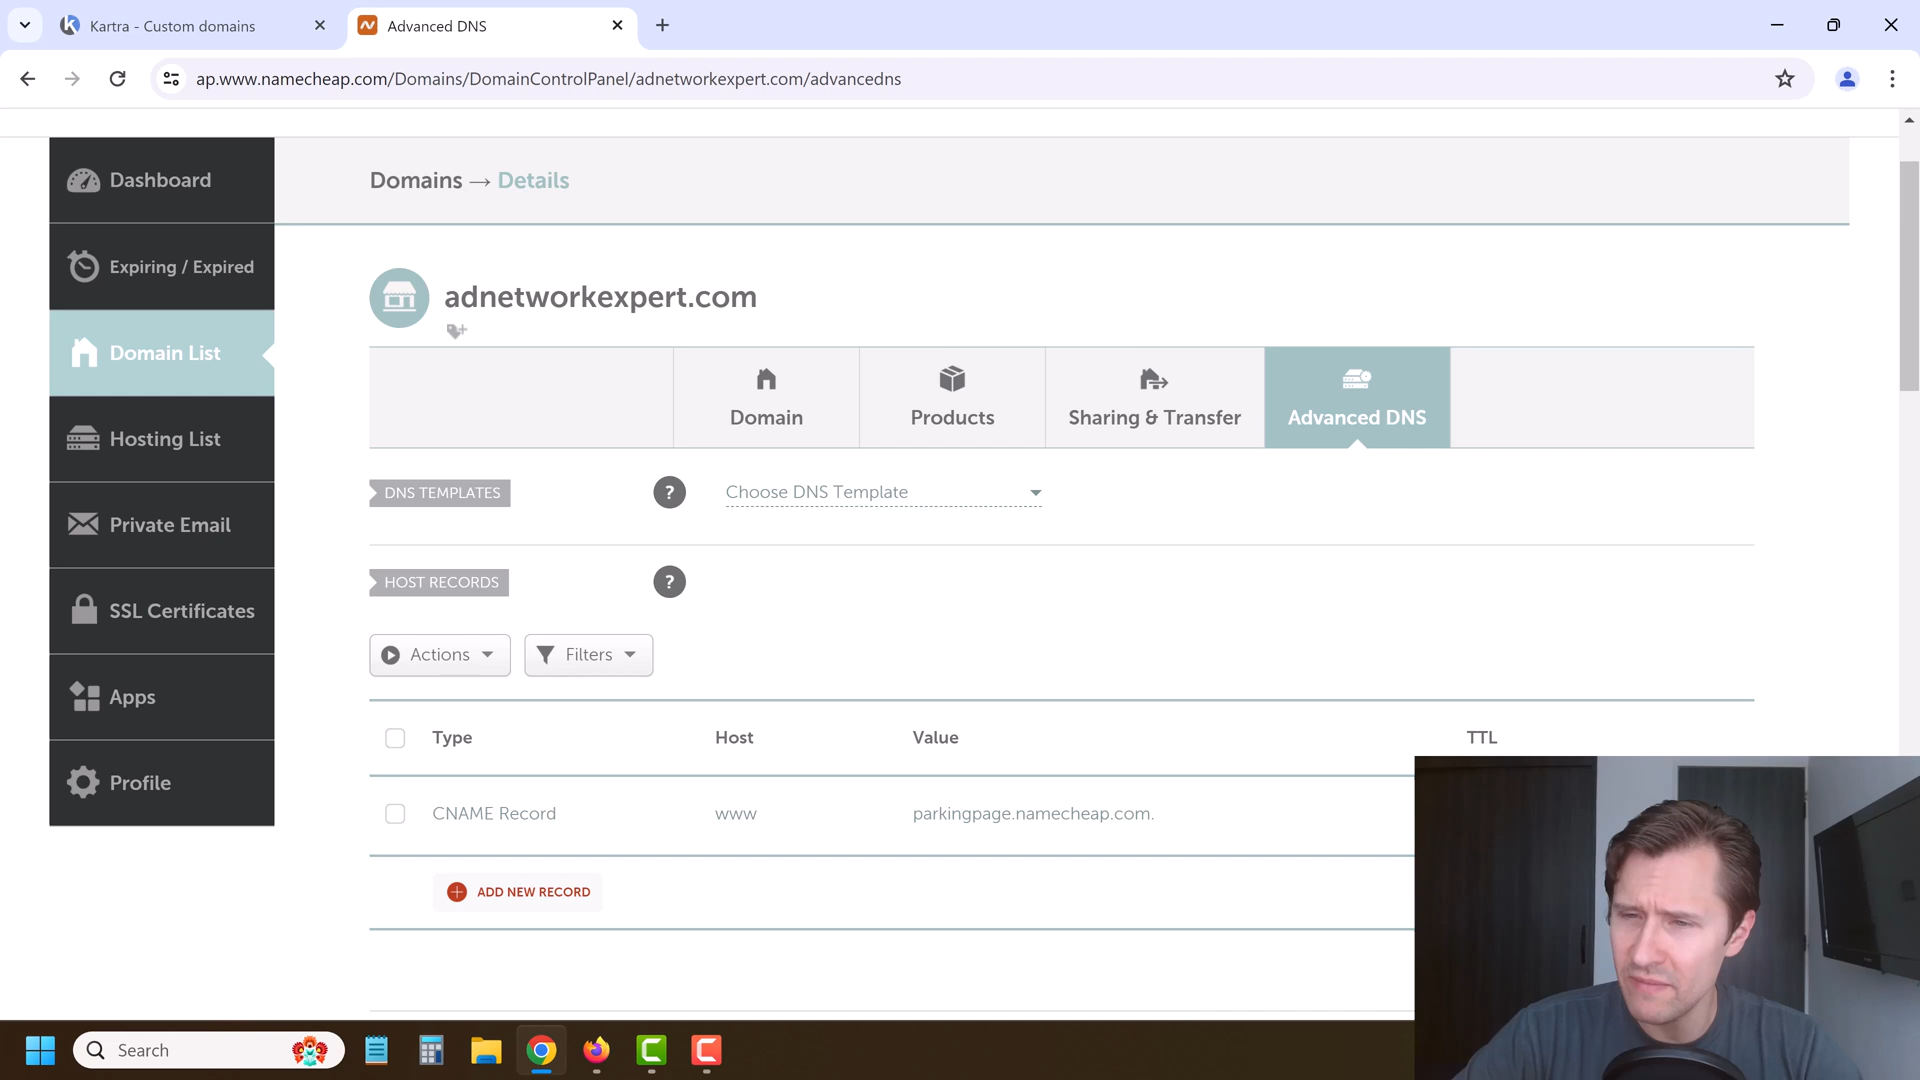 Kartra - Custom domains
Advanced DNS
ap.www.namecheap.com/Domains/DomainControlPanel/adnetworkexpert.com/advancedns
Dashboard
Expiring / Expired
Domain List
Hosting List
Private Email
SSL Certificates
Apps
Profile
Domains → Details
adnetworkexpert.com
Domain
Products
Sharing & Transfer
Advanced DNS
DNS TEMPLATES
?
Choose DNS Template
HOST RECORDS
?
Actions
Filters
Type Host Value TTL
CNAME Record www parkingpage.namecheap.com.
ADD NEW RECORD
Search